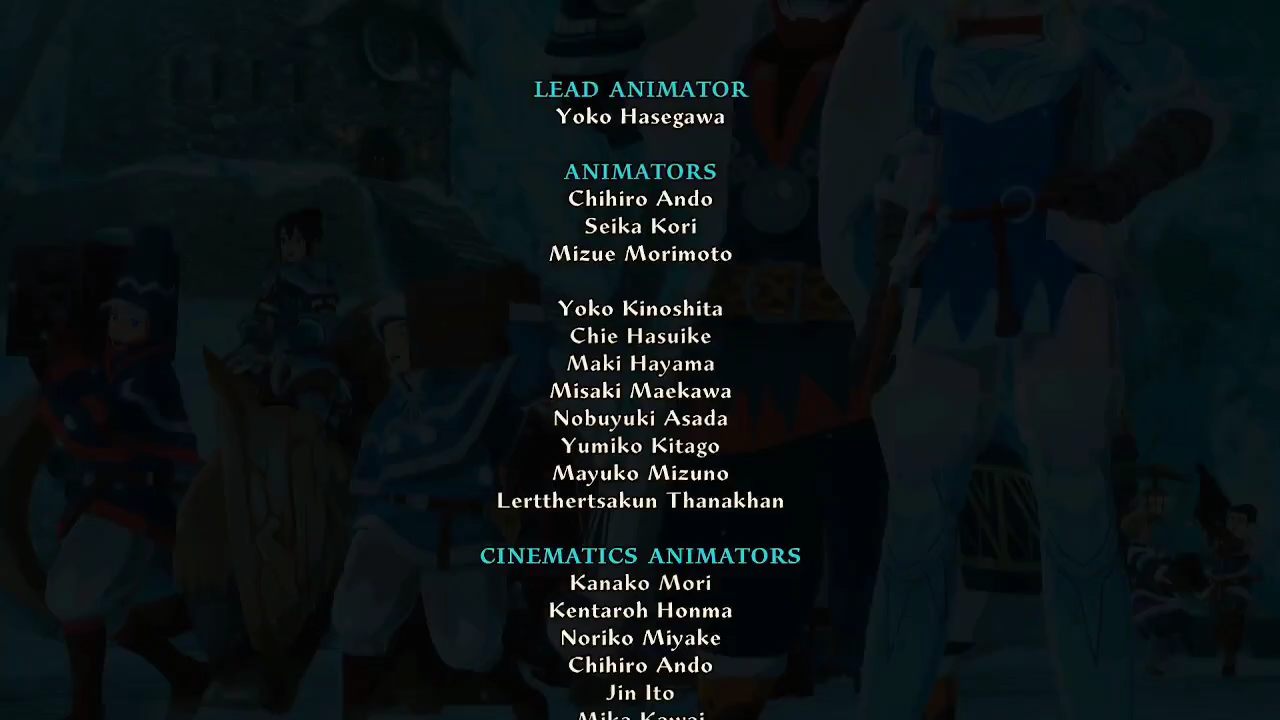 LEAD ANIMATOR
Yoko Hasegawa
ANIMATORS
Chihiro Ando
Seika Kori
Mizue Morimoto
Yoko Kinoshita
Chie Hasuike
Maki Hayama
Misaki Maekawa
Nobuyuki Asada
Yumiko Kitago
Mayuko Mizuno
Lertthertsakun Thanakhan
CINEMATICS ANIMATORS
Kanako Mori
Kentaroh Honma
Noriko Miyake
Chihiro Ando
Jin Ito
Mika Kawai